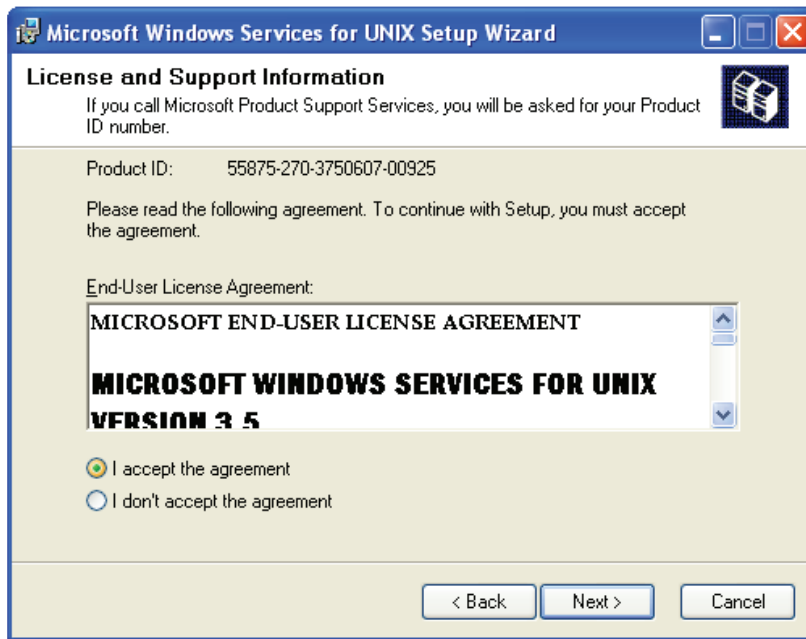 Microsoft Windows Services for UNIX Setup Wizard
License and Support Information
If you call Microsoft Product Support Services, you will be asked for your Product
ID number.
Product ID: 55875-270-3750607-00925
Please read the following agreement. To continue with Setup, you must accept
the agreement.
End-User License Agreement:
MICROSOFT END-USER LICENSE AGREEMENT
MICROSOFT WINDOWS SERVICES FOR UNIX
VERSION 3.5
I accept the agreement
I don't accept the agreement
< Back Next > Cancel